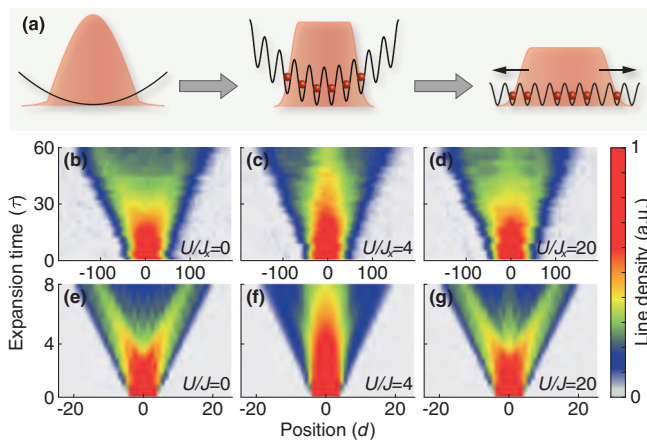 (a)
60
30
0
Expansion time (τ)
(b)
U/Jₓ=0
-100 0 100
(c)
U/Jₓ=4
-100 0 100
(d)
U/Jₓ=20
-100 0 100
8
4
0
(e)
U/J=0
-20 0 20
(f)
U/J=4
-20 0 20
(g)
U/J=20
-20 0 20
Position (d)
1
0
Line density (a.u.)